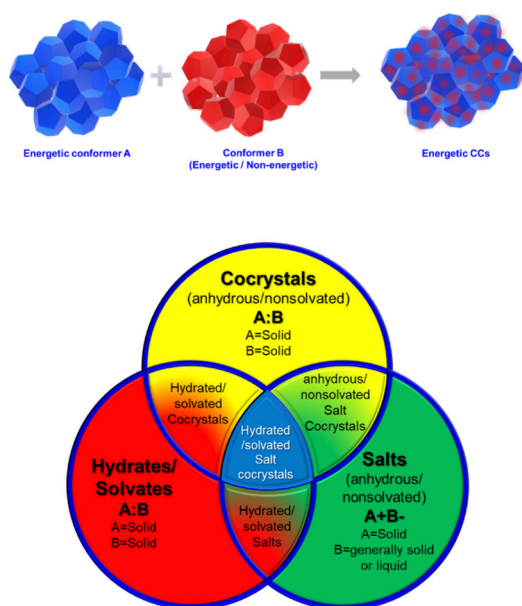 Energetic conformer A
Conformer B
(Energetic / Non-energetic)
Energetic CCs
Cocrystals
(anhydrous/nonsolvated)
A:B
A=Solid
B=Solid
Hydrated/
solvated
Cocrystals
anhydrous/
nonsolvated
Salt
Cocrystals
Hydrated
/solvated
Salt
cocrystals
Hydrates/
Solvates
A:B
A=Solid
B=Solid
Salts
(anhydrous/
nonsolvated)
A+B-
A=Solid
B=generally solid
or liquid
Hydrated/
solvated
Salts